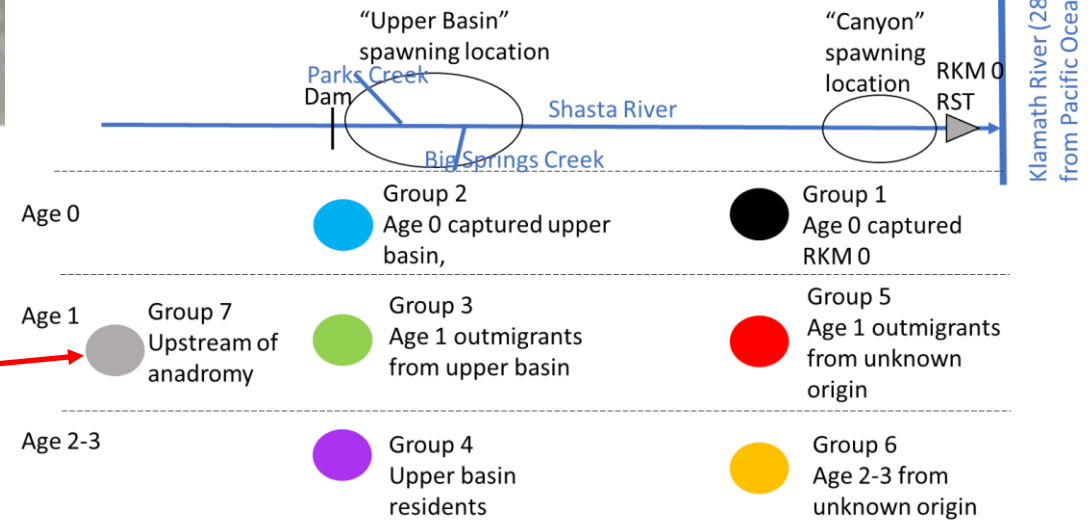 “Upper Basin”
spawning location
“Canyon”
spawning
location
Parks Creek
Dam
RKM 0
RST
Shasta River
Big Springs Creek
Klamath River (28
from Pacific Ocea
Age 0
Group 2
Age 0 captured upper
basin,
Group 1
Age 0 captured
RKM 0
Age 1
Group 7
Upstream of
anadromy
Group 3
Age 1 outmigrants
from upper basin
Group 5
Age 1 outmigrants
from unknown
origin
Age 2-3
Group 4
Upper basin
residents
Group 6
Age 2-3 from
unknown origin